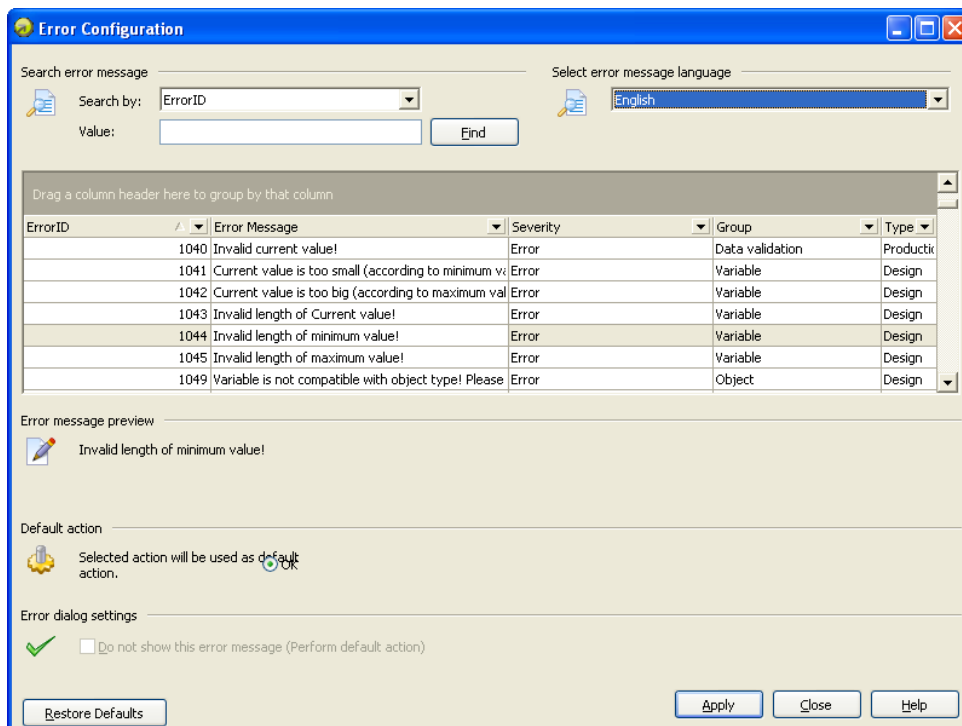 Error Configuration
Search error message
Select error message language
Search by: ErrorID
English
Value:
Find
Drag a column header here to group by that column
ErrorID Error Message Severity Group Type
1040 Invalid current value! Error Data validation Productic
1041 Current value is too small (according to minimum va Error Variable Design
1042 Current value is too big (according to maximum val Error Variable Design
1043 Invalid length of Current value! Error Variable Design
1044 Invalid length of minimum value! Error Variable Design
1045 Invalid length of maximum value! Error Variable Design
1049 Variable is not compatible with object type! Please Error Object Design
Error message preview
Invalid length of minimum value!
Default action
Selected action will be used as default
OK
action.
Error dialog settings
Do not show this error message (Perform default action)
Restore Defaults
Apply
Close
Help